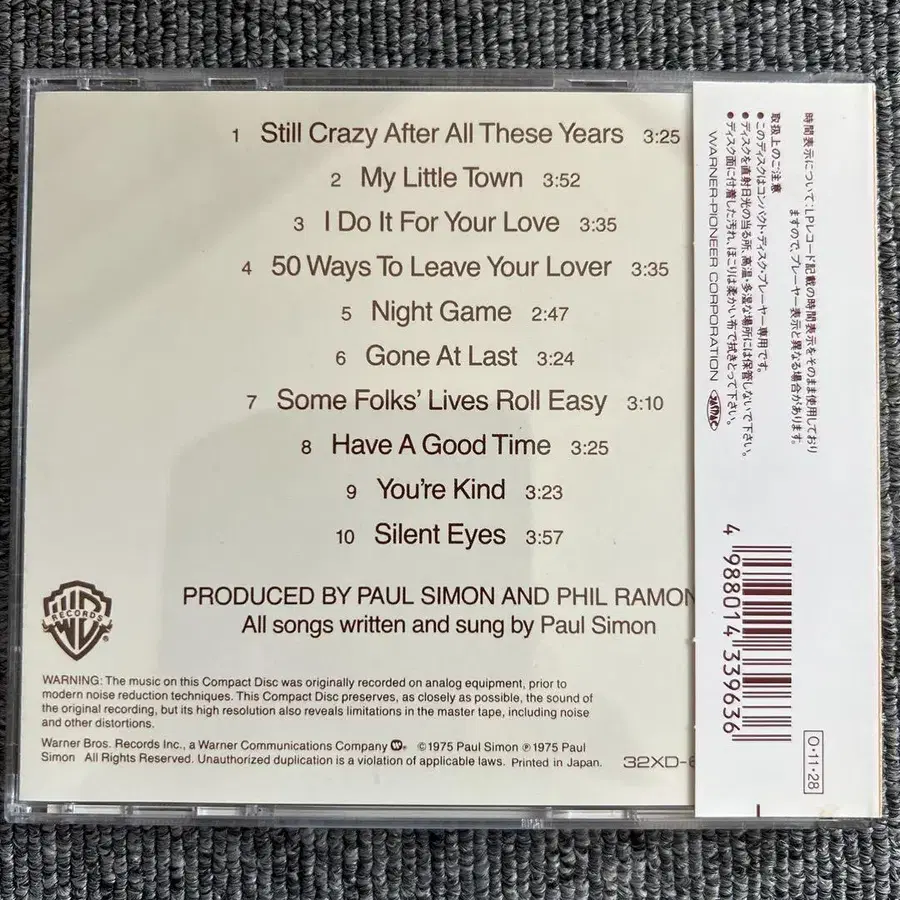 1 Still Crazy After All These Years 3:25
2 My Little Town 3:52
3 I Do It For Your Love 3:35
4 50 Ways To Leave Your Lover 3:35
5 Night Game 2:47
6 Gone At Last 3:24
7 Some Folks' Lives Roll Easy 3:10
8 Have A Good Time 3:25
9 You're Kind 3:23
10 Silent Eyes 3:57
PRODUCED BY PAUL SIMON AND PHIL RAMON
All songs written and sung by Paul Simon
WB
RECORDS
®
WARNING: The music on this Compact Disc was originally recorded on analog equipment, prior to
modern noise reduction techniques. This Compact Disc preserves, as closely as possible, the sound of
the original recording, but its high resolution also reveals limitations in the master tape, including noise
and other distortions.
Warner Bros. Records Inc., a Warner Communications Company ©1975 Paul Simon ℗1975 Paul
Simon All Rights Reserved. Unauthorized duplication is a violation of applicable laws. Printed in Japan.
32XD-6
時間表示について:LPレコード記載の時間表示をそのまま使用しており
ますので、プレーヤー表示と異なる場合があります。
取扱上のご注意
●このディスクはコンパクト・ディスク・プレーヤー専用です。
●ディスクを直射日光の当る所、高温・多湿な場所には保管しないで下さい。
●ディスク面に付着した汚れ、ほこりは柔かい布で拭きとって下さい。
WARNER-PIONEER CORPORATION
4 988014 339636
O・11・28